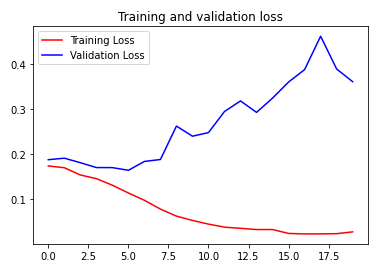 Training and validation loss
Training Loss
Validation Loss
0.4
0.3
0.2
0.1
0.0 2.5 5.0 7.5 10.0 12.5 15.0 17.5